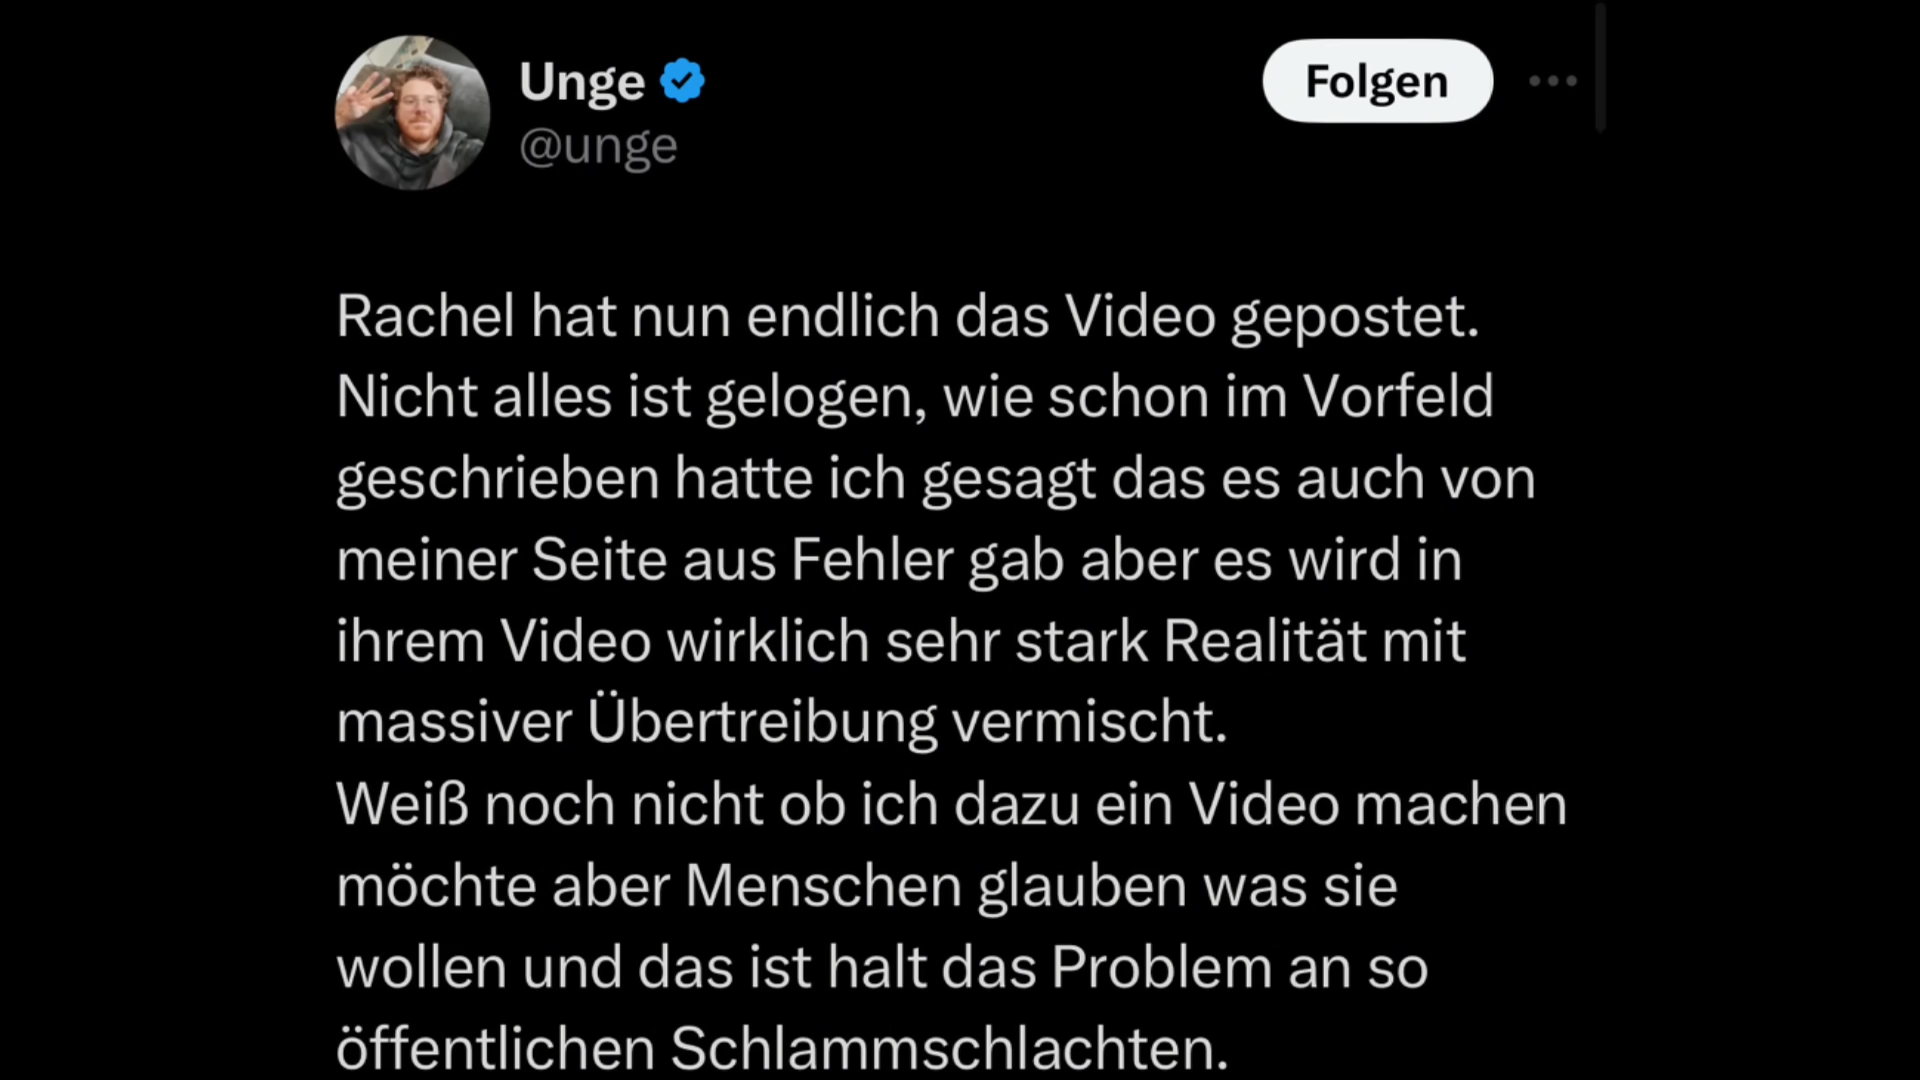 Unge
@unge
Folgen
Rachel hat nun endlich das Video gepostet.
Nicht alles ist gelogen, wie schon im Vorfeld
geschrieben hatte ich gesagt das es auch von
meiner Seite aus Fehler gab aber es wird in
ihrem Video wirklich sehr stark Realität mit
massiver Übertreibung vermischt.
Weiß noch nicht ob ich dazu ein Video machen
möchte aber Menschen glauben was sie
wollen und das ist halt das Problem an so
öffentlichen Schlammschlachten.